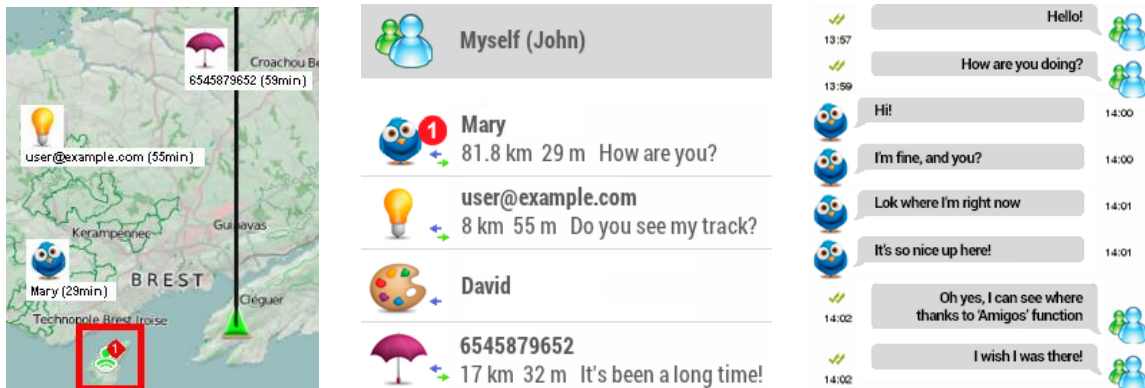 Croachou Be
6545879652 (59min)
user@example.com (55min)
Kerampennec
Guipavas
Mary (29min)
BREST
Cléguer
Technopole Brest Iroise
1
Myself (John)
1
Mary
81.8 km 29 m How are you?
user@example.com
8 km 55 m Do you see my track?
David
6545879652
17 km 32 m It's been a long time!
Hello!
13:57
How are you doing?
13:59
Hi!
14:00
I'm fine, and you?
14:00
Lok where I'm right now
14:01
It's so nice up here!
14:01
Oh yes, I can see where
thanks to 'Amigos' function
14:02
I wish I was there!
14:02